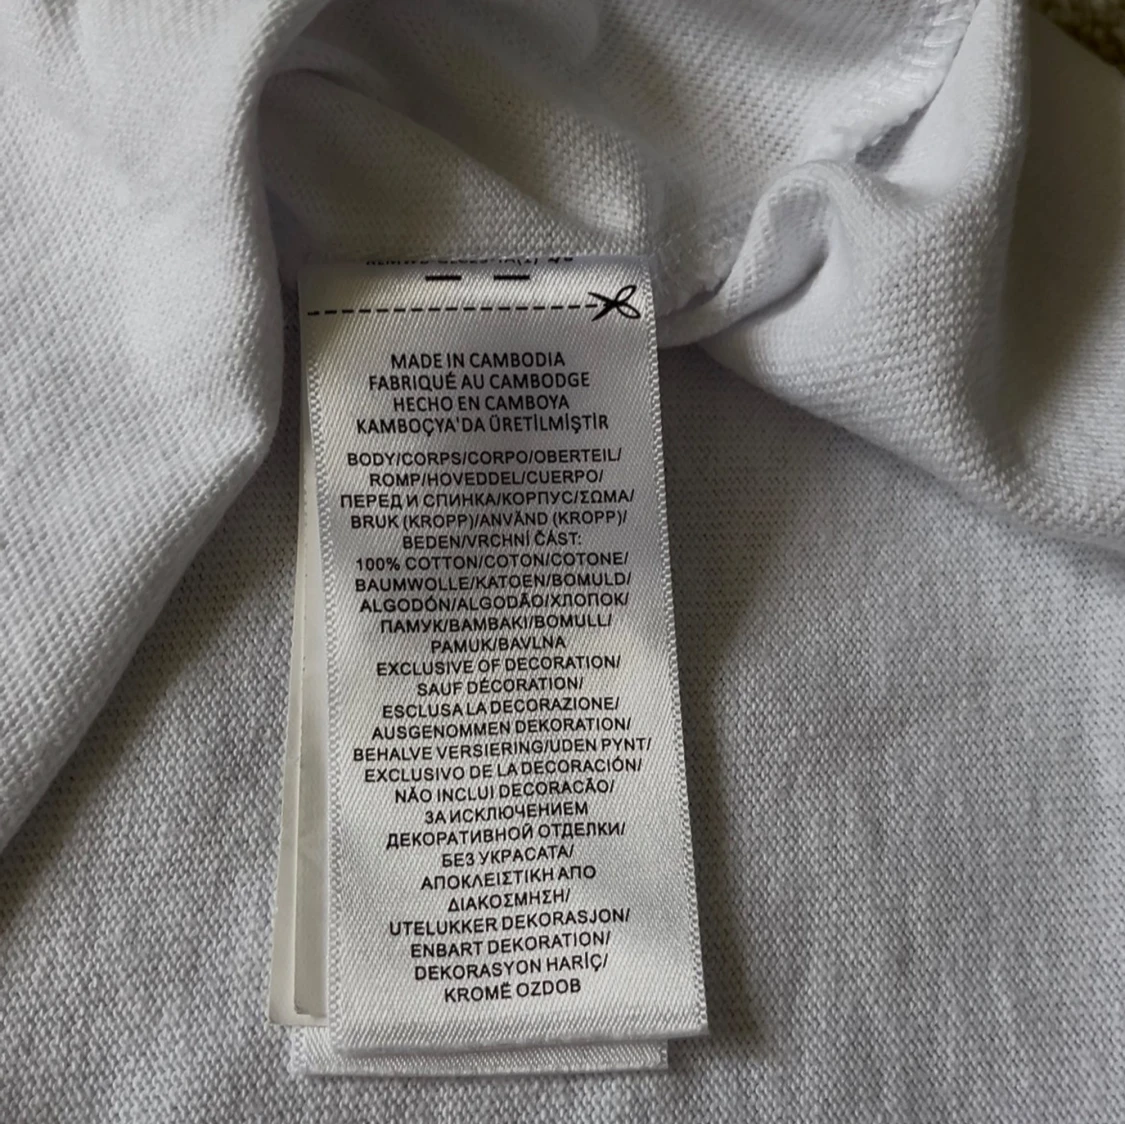 MADE IN CAMBODIA
FABRIQUÉ AU CAMBODGE
HECHO EN CAMBOYA
KAMBOÇYA'DA ÜRETİLMİŞTİR
BODY/CORPS/CORPO/OBERTEIL/
ROMP/HOVEDDEL/CUERPO/
ПЕРЕД И СПИНКА/КОРПУС/ΣΩΜΑ/
BRUK (KROPP)/ANVÄND (KROPP)/
BEDEN/VRCHNÍ ČÁST:
100% COTTON/COTON/COTONE/
BAUMWOLLE/KATOEN/BOMULD/
ALGODÓN/ALGODÃO/ХЛОПОК/
ПАМУК/BAMBAKI/BOMULL/
PAMUK/BAVLNA
EXCLUSIVE OF DECORATION/
SAUF DÉCORATION/
ESCLUSA LA DECORAZIONE/
AUSGENOMMEN DEKORATION/
BEHALVE VERSIERING/UDEN PYNT/
EXCLUSIVO DE LA DECORACIÓN/
NÃO INCLUI DECORACÃO/
ЗА ИСКЛЮЧЕНИЕМ
ДЕКОРАТИВНОЙ ОТДЕЛКИ/
БЕЗ УКРАСАТА/
ΑΠΟΚΛΕΙΣΤΙΚΗ ΑΠΟ
ΔΙΑΚΟΣΜΗΣΗ/
UTELUKKER DEKORASJON/
ENBART DEKORATION/
DEKORASYON HARİÇ/
KROMĚ OZDOB